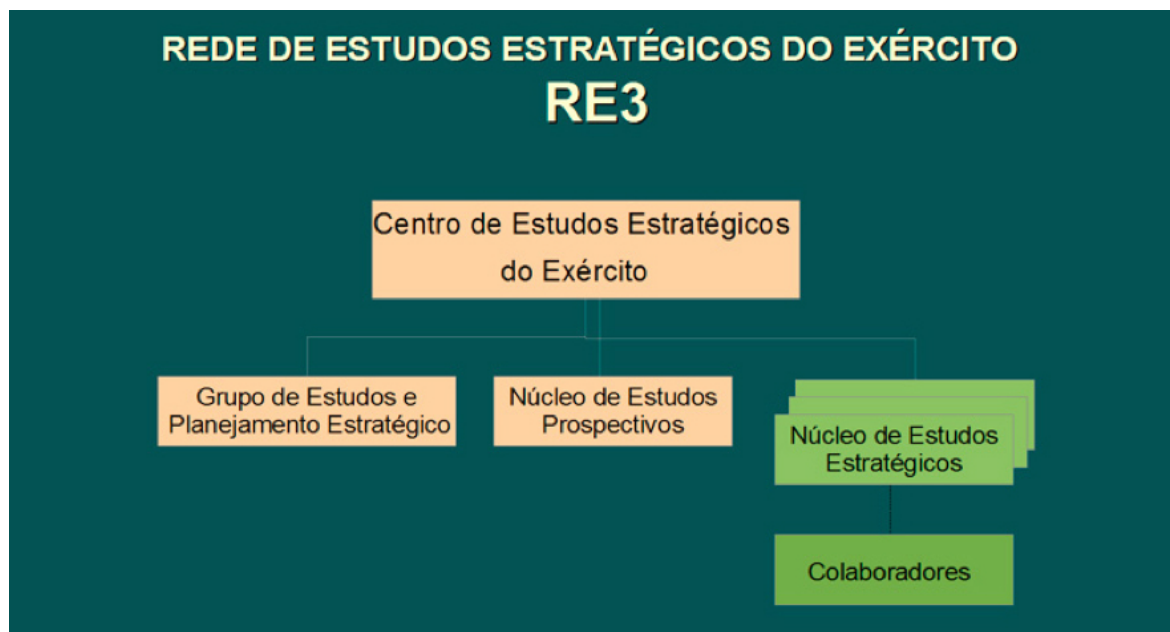 REDE DE ESTUDOS ESTRATÉGICOS DO EXÉRCITO
RE3
Centro de Estudos Estratégicos
do Exército
Grupo de Estudos e
Planejamento Estratégico
Núcleo de Estudos
Prospectivos
Núcleo de Estudos
Estratégicos
Colaboradores